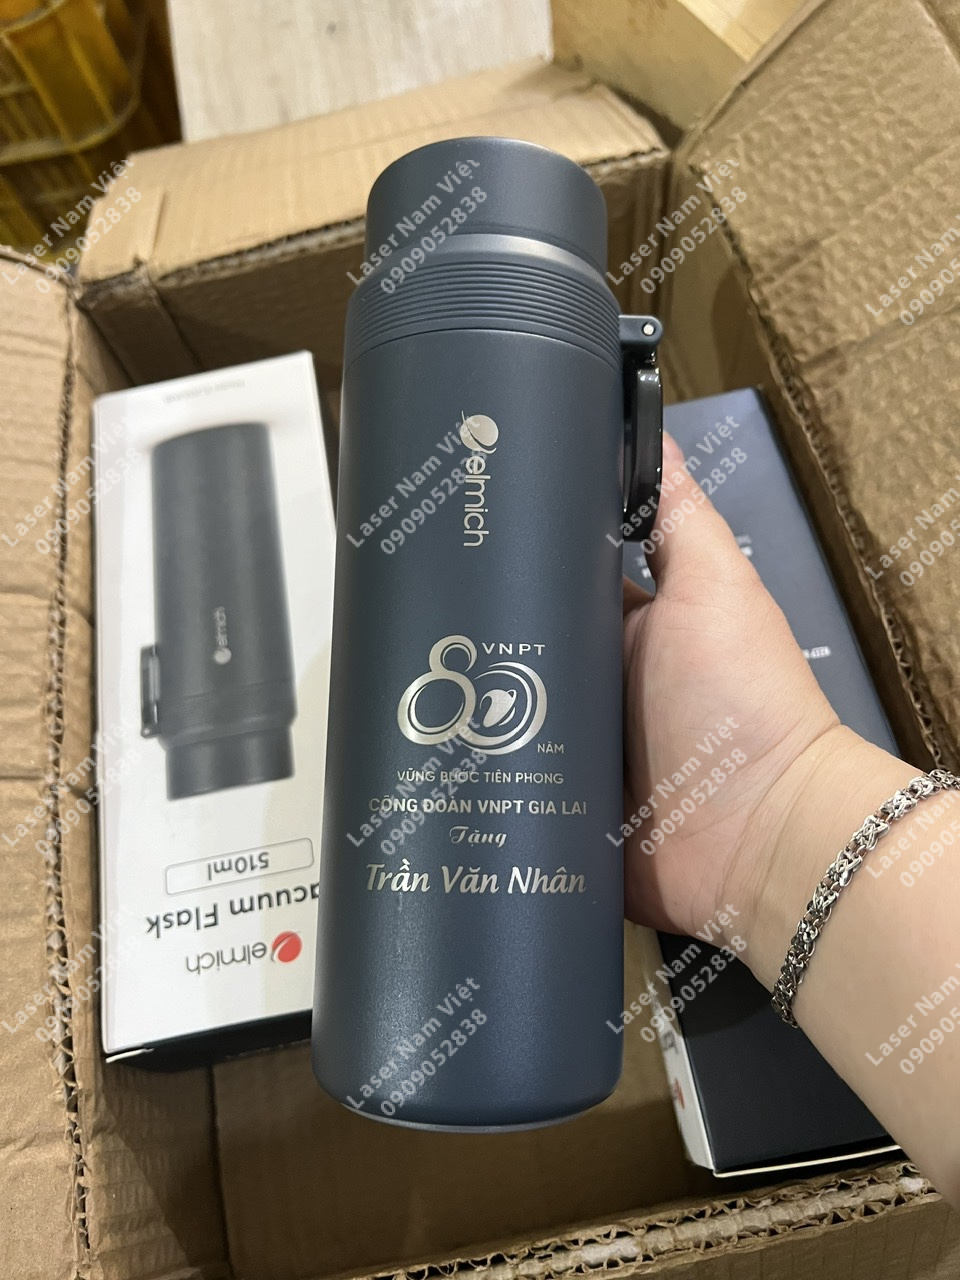 elmich
VNPT
80
NĂM
VỮNG BƯỚC TIÊN PHONG
CÔNG ĐOÀN VNPT GIA LAI
Tặng
Trần Văn Nhân
elmich
510ml
Vacuum Flask
elmich
Laser Nam Việt
0909052838